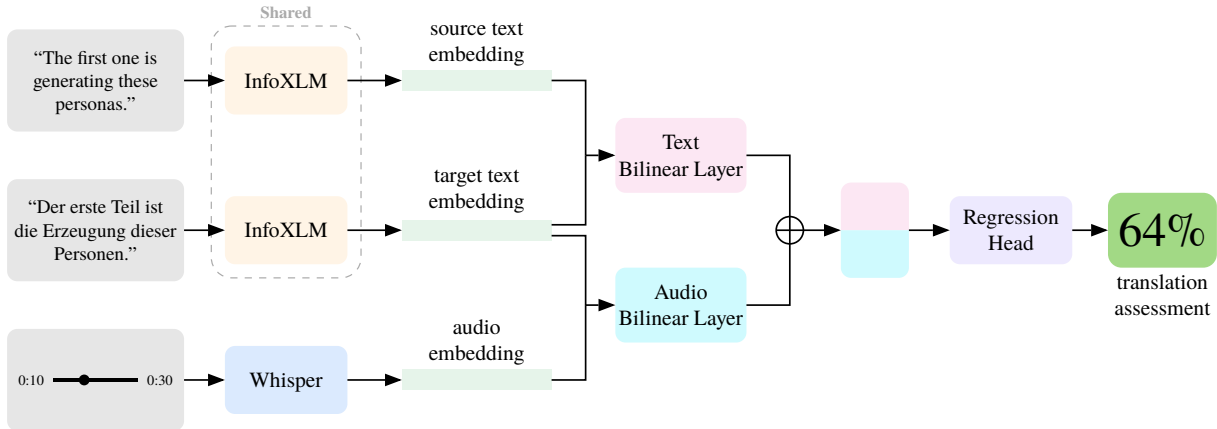 Shared
“The first one is
generating these
personas.”
InfoXLM
source text
embedding
Text
Bilinear Layer
“Der erste Teil ist
die Erzeugung dieser
Personen.”
InfoXLM
target text
embedding
Regression
Head
64%
translation
assessment
Audio
Bilinear Layer
0:10
0:30
Whisper
audio
embedding